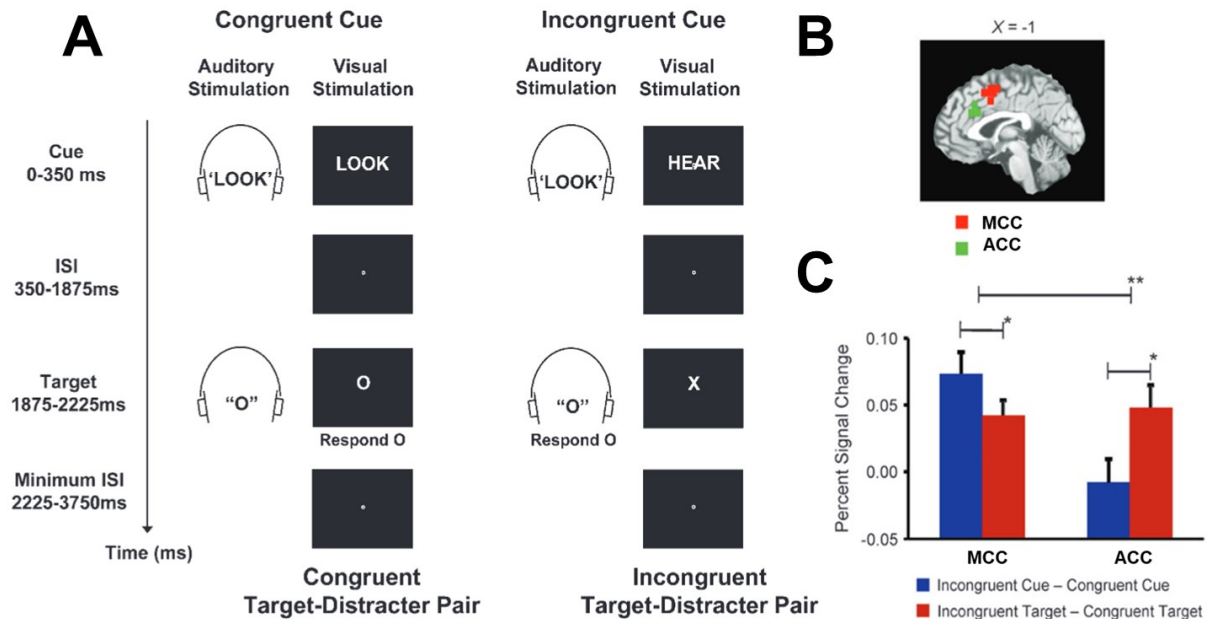 A
Congruent Cue
Incongruent Cue
Auditory
Stimulation
Visual
Stimulation
Auditory
Stimulation
Visual
Stimulation
Cue
0-350 ms
'LOOK'
LOOK
'LOOK'
HEAR
ISI
350-1875ms
Target
1875-2225ms
“O”
O
Respond O
“O”
Respond O
X
Minimum ISI
2225-3750ms
Time (ms)
Congruent
Target-Distracter Pair
Incongruent
Target-Distracter Pair
B
X = -1
MCC
ACC
C
**
*
*
Percent Signal Change
0.10
0.05
0.00
-0.05
MCC
ACC
Incongruent Cue – Congruent Cue
Incongruent Target – Congruent Target